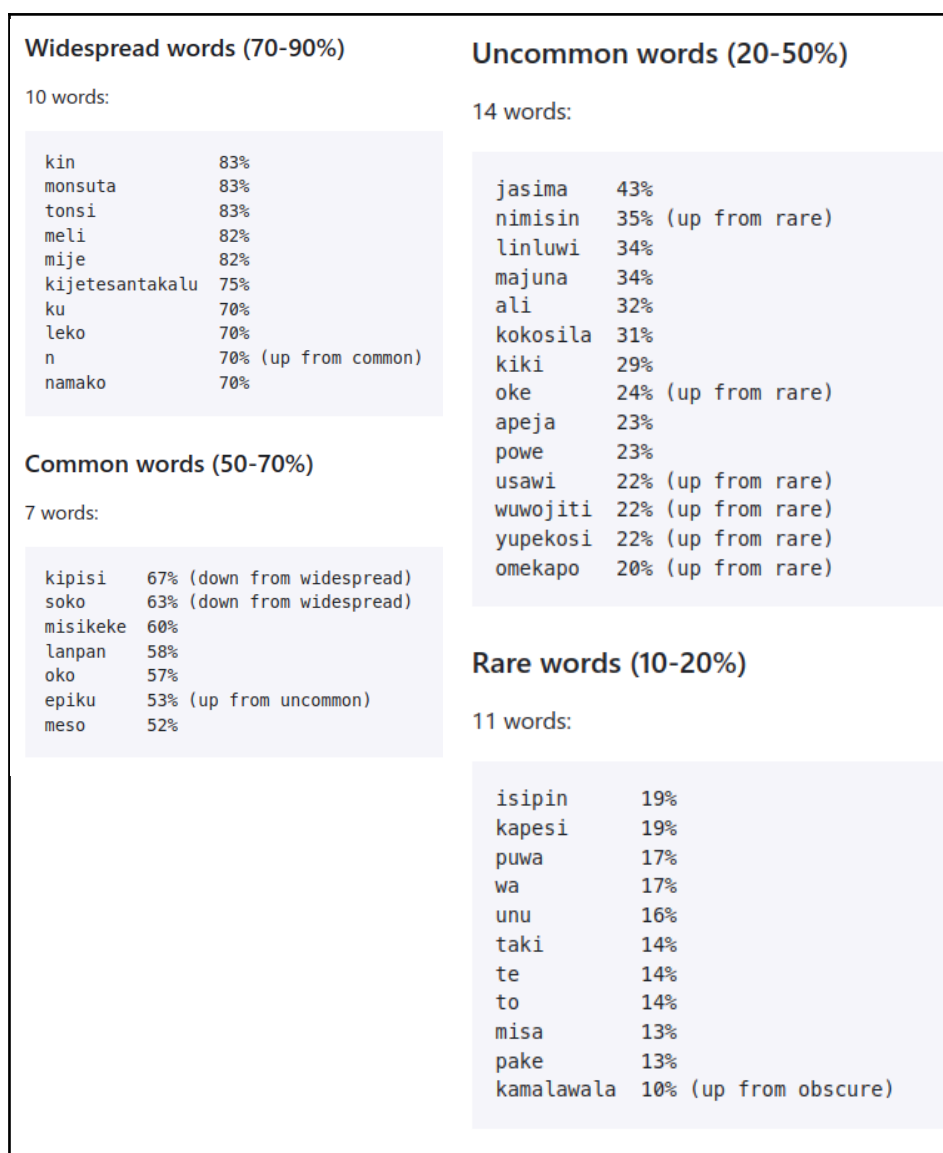 Widespread words (70-90%)
10 words:
kin 83%
monsuta 83%
tonsi 83%
meli 82%
mije 82%
kijetesantakalu 75%
ku 70%
leko 70%
n 70% (up from common)
namako 70%
Common words (50-70%)
7 words:
kipisi 67% (down from widespread)
soko 63% (down from widespread)
misikeke 60%
lanpan 58%
oko 57%
epiku 53% (up from uncommon)
meso 52%
Uncommon words (20-50%)
14 words:
jasima 43%
nimisin 35% (up from rare)
linluwi 34%
majuna 34%
ali 32%
kokosila 31%
kiki 29%
oke 24% (up from rare)
apeja 23%
powe 23%
usawi 22% (up from rare)
wuwojiti 22% (up from rare)
yupekosi 22% (up from rare)
omekapo 20% (up from rare)
Rare words (10-20%)
11 words:
isipin 19%
kapesi 19%
puwa 17%
wa 17%
unu 16%
taki 14%
te 14%
to 14%
misa 13%
pake 13%
kamalawala 10% (up from obscure)